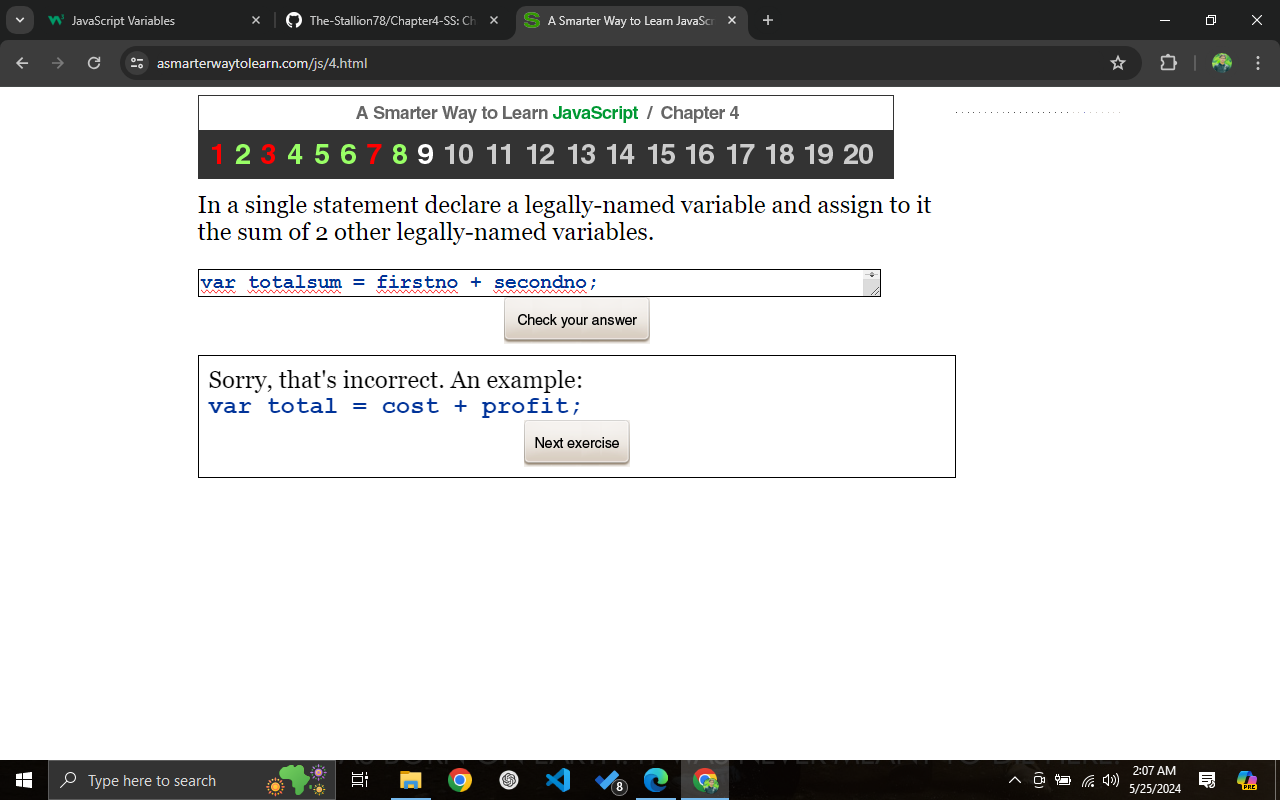 JavaScript Variables
The-Stallion78/Chapter4-SS: Ch
A Smarter Way to Learn JavaScr
asmarterwaytolearn.com/js/4.html
A Smarter Way to Learn JavaScript / Chapter 4
1 2 3 4 5 6 7 8 9 10 11 12 13 14 15 16 17 18 19 20
In a single statement declare a legally-named variable and assign to it
the sum of 2 other legally-named variables.
var totalsum = firstno + secondno;
Check your answer
Sorry, that's incorrect. An example:
var total = cost + profit;
Next exercise
Type here to search
8
2:07 AM
5/25/2024
PRE